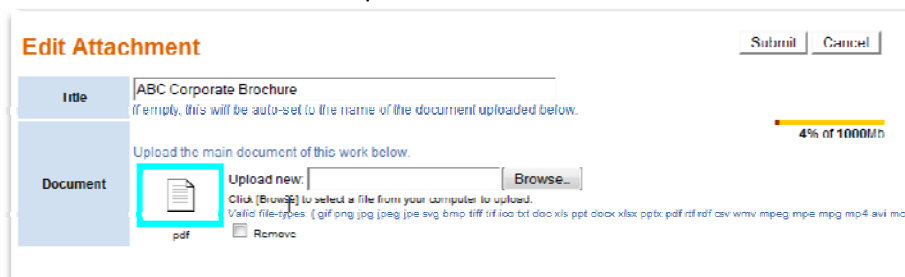 Edit Attachment
Submit Cancel
Title
ABC Corporate Brochure
If empty, this will be auto-set to the name of the document uploaded below.
4% of 1000Mb
Upload the main document of this work below.
Document
Upload new:
Browse...
Click [Browse] to select a file from your computer to upload.
Valid file-types: ( gif png jpg jpeg jpe svg bmp tiff tif ico txt doc xls ppt docx xlsx pptx pdf rtf rdf csv wmv mpeg mpe mpg mp4 avi
pdf
Remove